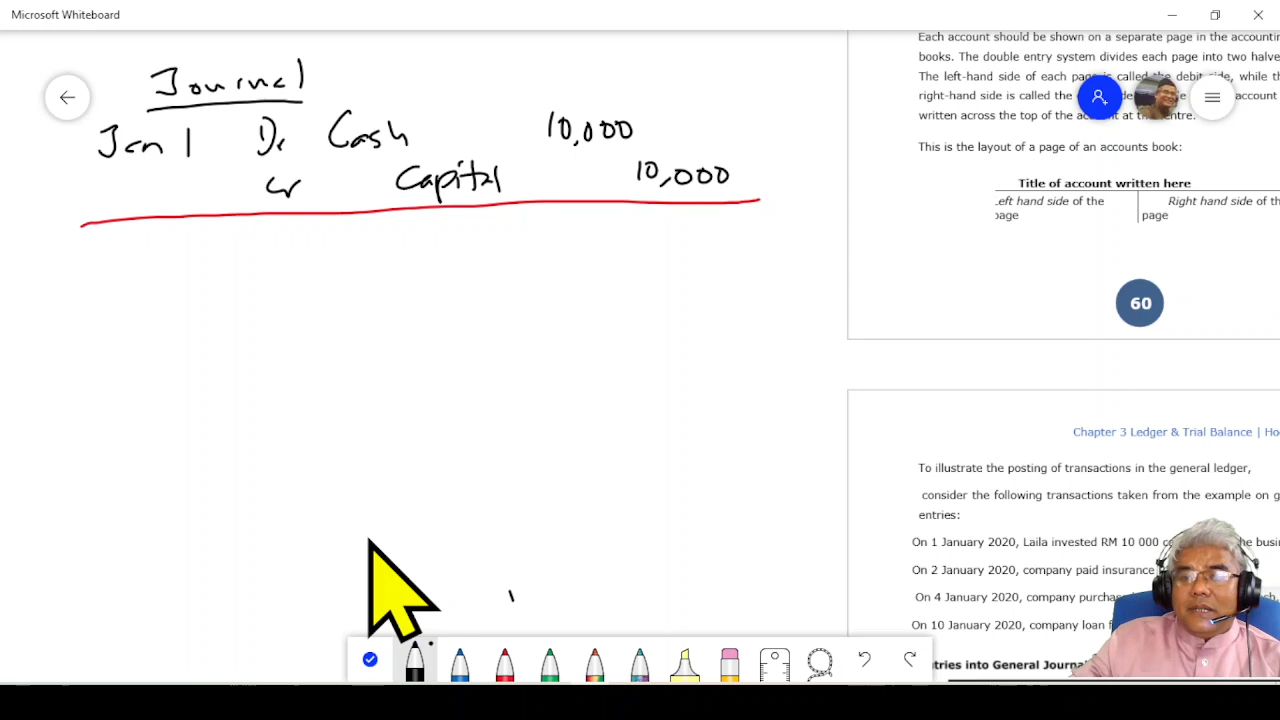 Microsoft Whiteboard
Journal
Jan 1 Dr Cash 10,000
Cr Capital 10,000
Each account should be shown on a separate page in the accountin
books. The double entry system divides each page into two halve
The left-hand side of each page is called the debit side, while th
right-hand side is called the account
written across the top of the at the centre.
This is the layout of a page of an accounts book:
Title of account written here
Left hand side of the page
Right hand side of th page
60
Chapter 3 Ledger & Trial Balance | Ho
To illustrate the posting of transactions in the general ledger,
consider the following transactions taken from the example on g
entries:
On 1 January 2020, Laila invested RM 10 000 c he busi
On 2 January 2020, company paid insurance
On 4 January 2020, company purcha
On 10 January 2020, company loan f
ntries into General Journal